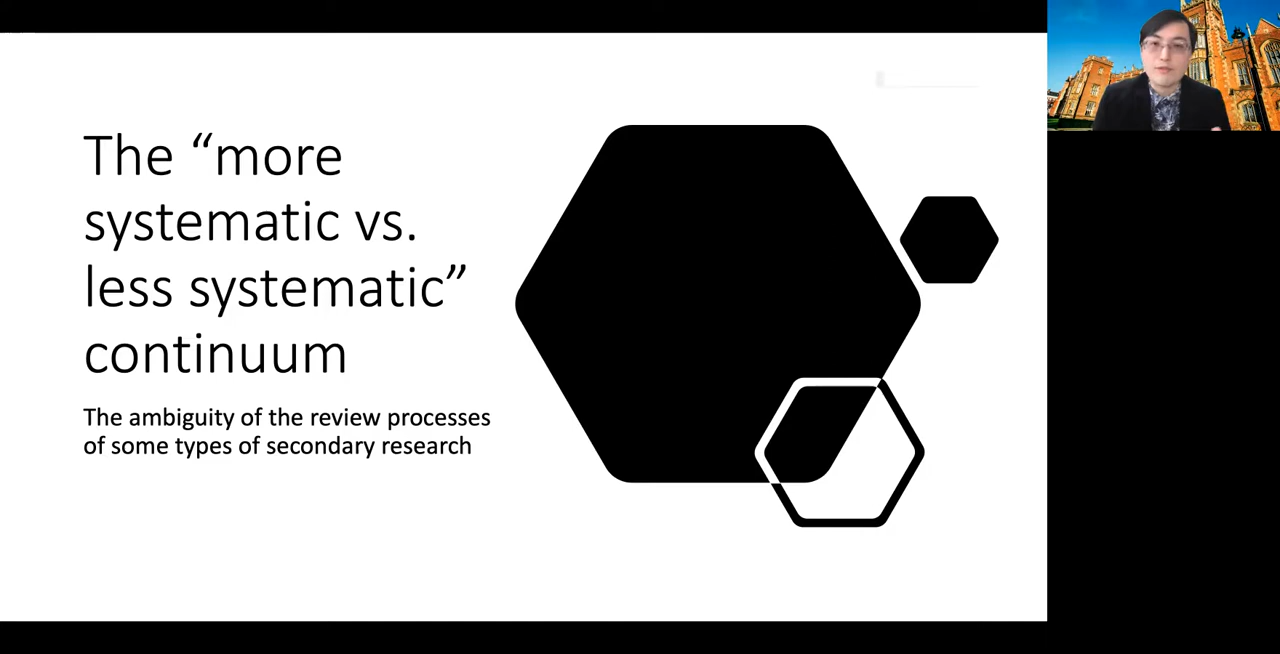 The “more
systematic vs.
less systematic”
continuum
The ambiguity of the review processes
of some types of secondary research